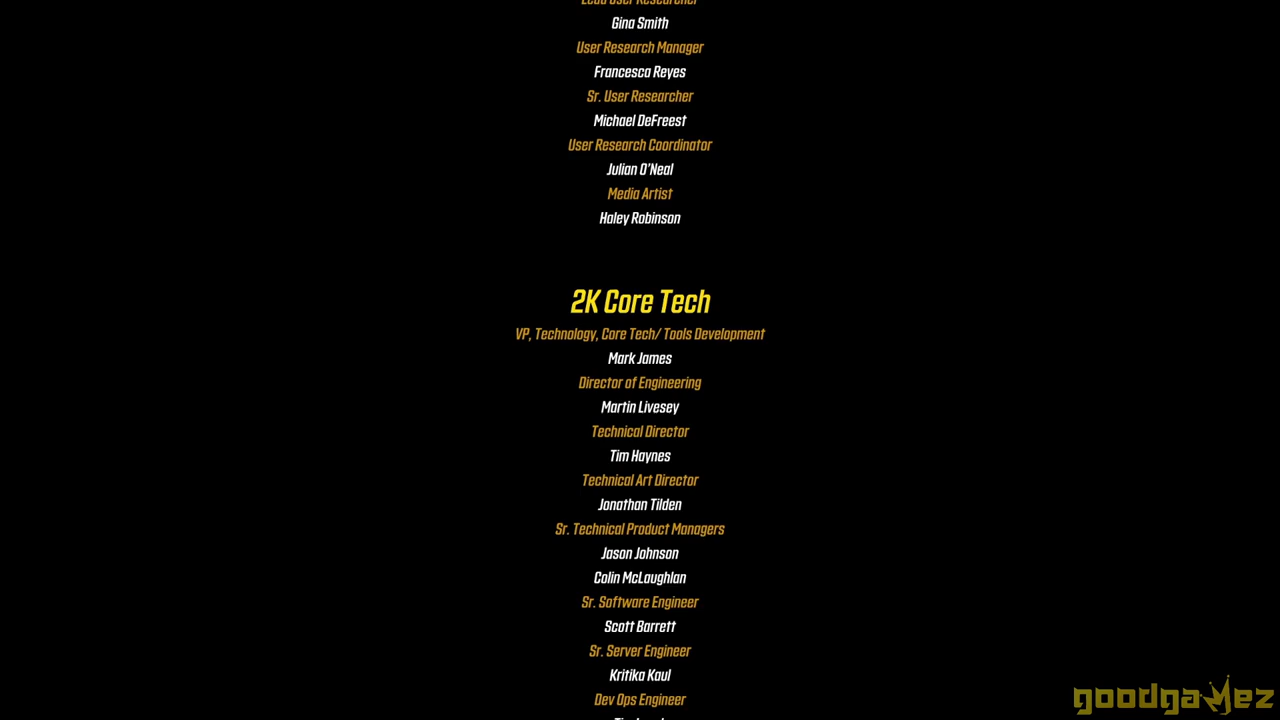 Lead User Researcher
Gina Smith
User Research Manager
Francesca Reyes
Sr. User Researcher
Michael DeFreest
User Research Coordinator
Julian O'Neal
Media Artist
Haley Robinson
2K Core Tech
VP, Technology, Core Tech/ Tools Development
Mark James
Director of Engineering
Martin Livesey
Technical Director
Tim Haynes
Technical Art Director
Jonathan Tilden
Sr. Technical Product Managers
Jason Johnson
Colin McLaughlan
Sr. Software Engineer
Scott Barrett
Sr. Server Engineer
Kritika Kaul
Dev Ops Engineer
goodgamez